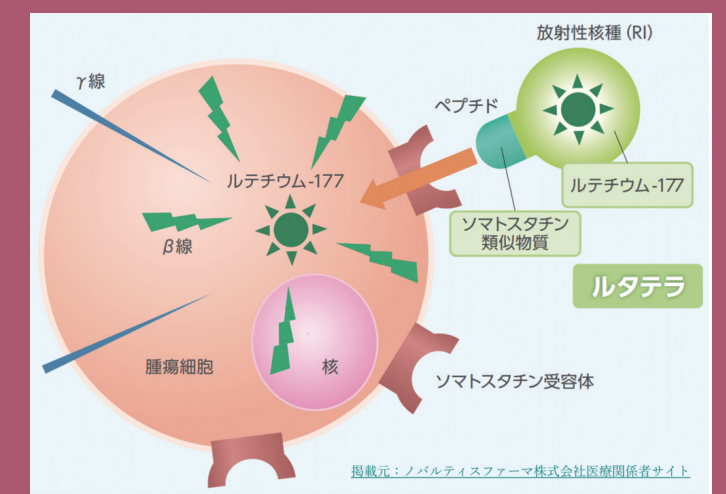 放射性核種 (RI)
γ線
ペプチド
ルテチウム-177
ルテチウム-177
ソマトスタチン
類似物質
β線
ルタテラ
腫瘍細胞
核
ソマトスタチン受容体
掲載元：ノバルティスファーマ株式会社医療関係者サイト